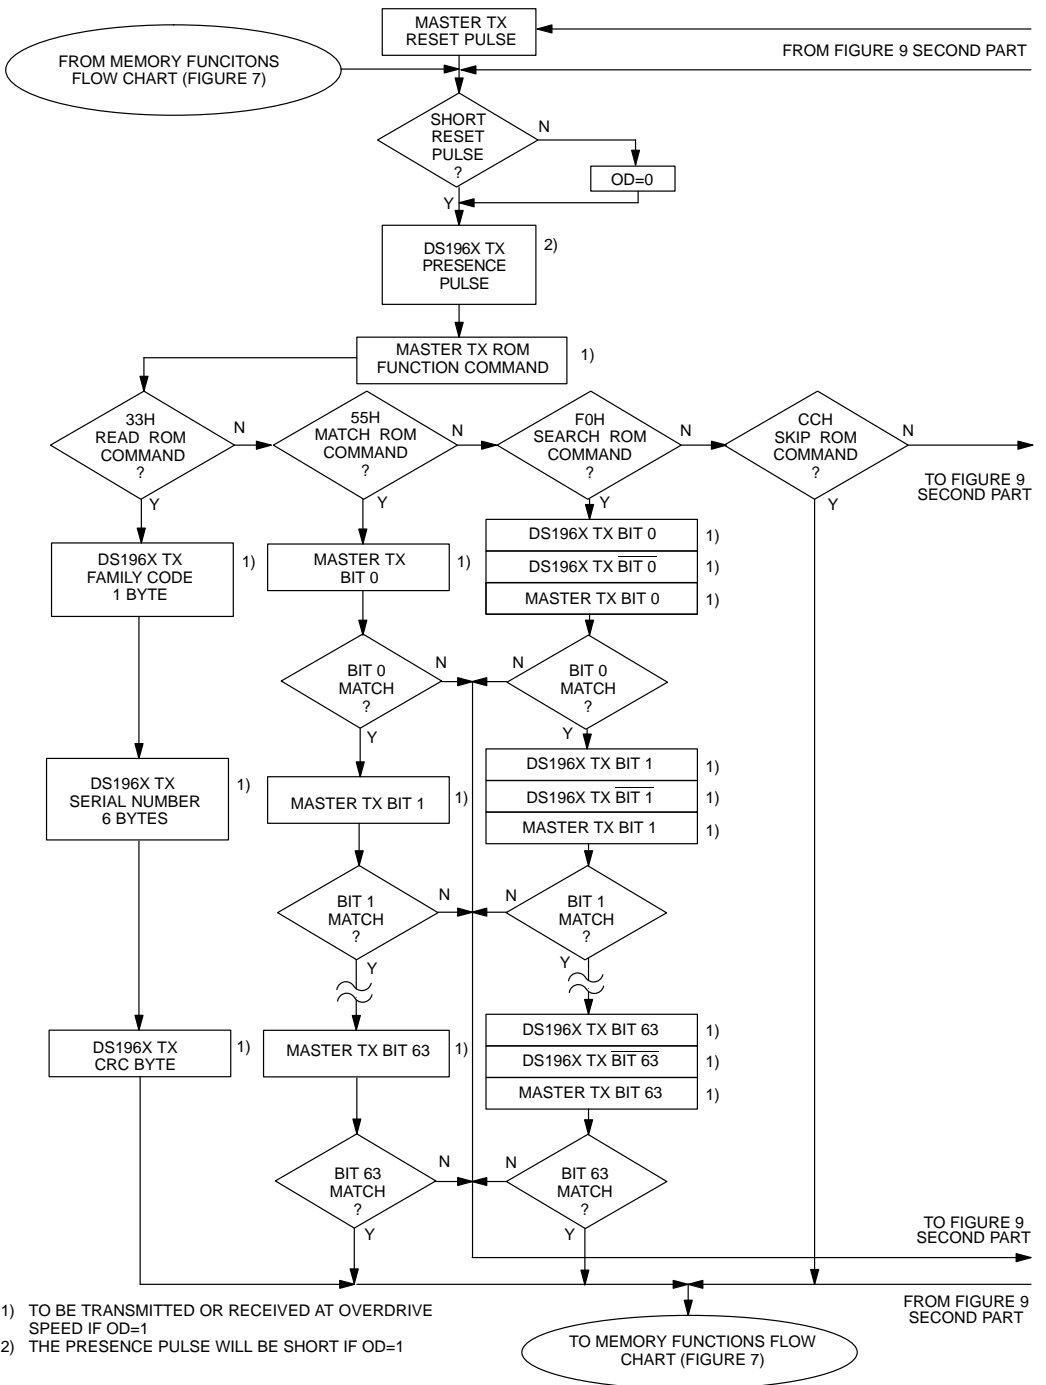 MASTER TX
RESET PULSE
FROM FIGURE 9 SECOND PART
FROM MEMORY FUNCITONS
FLOW CHART (FIGURE 7)
SHORT
RESET
PULSE
?
N
OD=0
Y
DS196X TX
PRESENCE
PULSE
2)
MASTER TX ROM
FUNCTION COMMAND
1)
33H
READ ROM
COMMAND
?
N
Y
55H
MATCH ROM
COMMAND
?
N
Y
F0H
SEARCH ROM
COMMAND
?
N
Y
CCH
SKIP ROM
COMMAND
?
N
Y
TO FIGURE 9
SECOND PART
DS196X TX
FAMILY CODE
1 BYTE
1)
MASTER TX
BIT 0
1)
DS196X TX BIT 0
1)
DS196X TX B̅I̅T̅ ̅0̅
1)
MASTER TX BIT 0
1)
BIT 0
MATCH
?
N
Y
N
BIT 0
MATCH
?
Y
DS196X TX
SERIAL NUMBER
6 BYTES
1)
MASTER TX BIT 1
1)
DS196X TX BIT 1
1)
DS196X TX B̅I̅T̅ ̅1̅
1)
MASTER TX BIT 1
1)
BIT 1
MATCH
?
N
Y
N
BIT 1
MATCH
?
Y
DS196X TX
CRC BYTE
1)
MASTER TX BIT 63
1)
DS196X TX BIT 63
1)
DS196X TX B̅I̅T̅ ̅6̅3̅
1)
MASTER TX BIT 63
1)
BIT 63
MATCH
?
N
Y
N
BIT 63
MATCH
?
Y
TO FIGURE 9
SECOND PART
FROM FIGURE 9
SECOND PART
1) TO BE TRANSMITTED OR RECEIVED AT OVERDRIVE
SPEED IF OD=1
2) THE PRESENCE PULSE WILL BE SHORT IF OD=1
TO MEMORY FUNCTIONS FLOW
CHART (FIGURE 7)